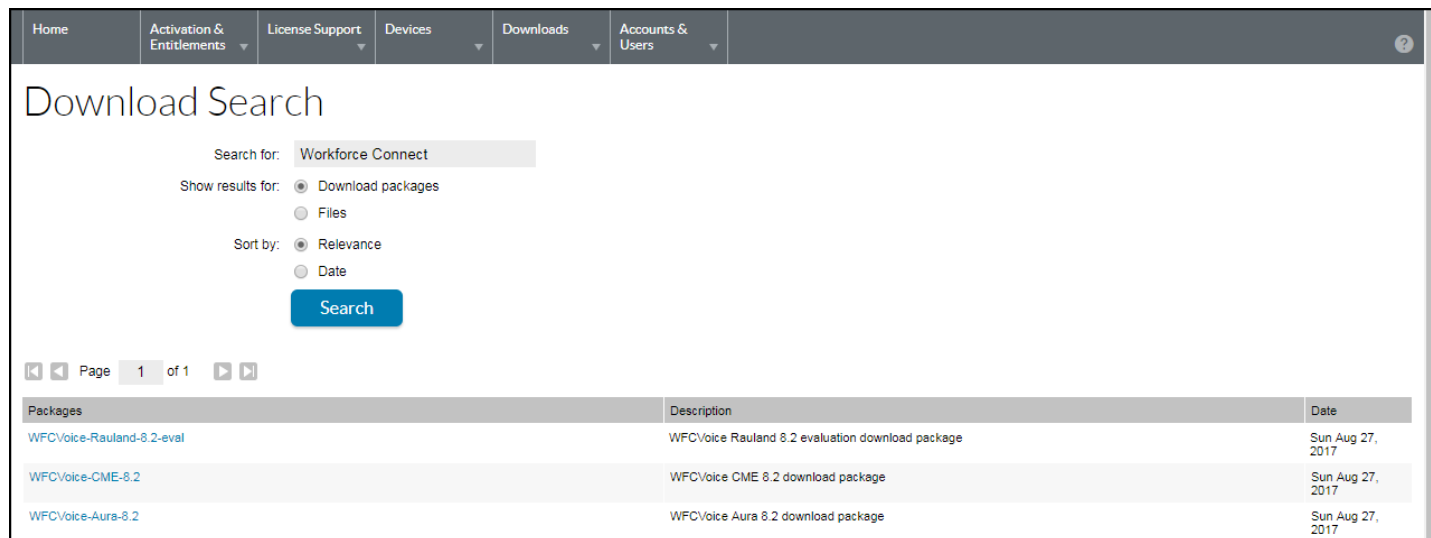 Home
Activation &
Entitlements
License Support
Devices
Downloads
Accounts &
Users
?
Download Search
Search for: Workforce Connect
Show results for: Download packages
Files
Sort by: Relevance
Date
Search
Page 1 of 1
Packages Description Date
WFCVoice-Rauland-8.2-eval WFCVoice Rauland 8.2 evaluation download package Sun Aug 27,
2017
WFCVoice-CME-8.2 WFCVoice CME 8.2 download package Sun Aug 27,
2017
WFCVoice-Aura-8.2 WFCVoice Aura 8.2 download package Sun Aug 27,
2017